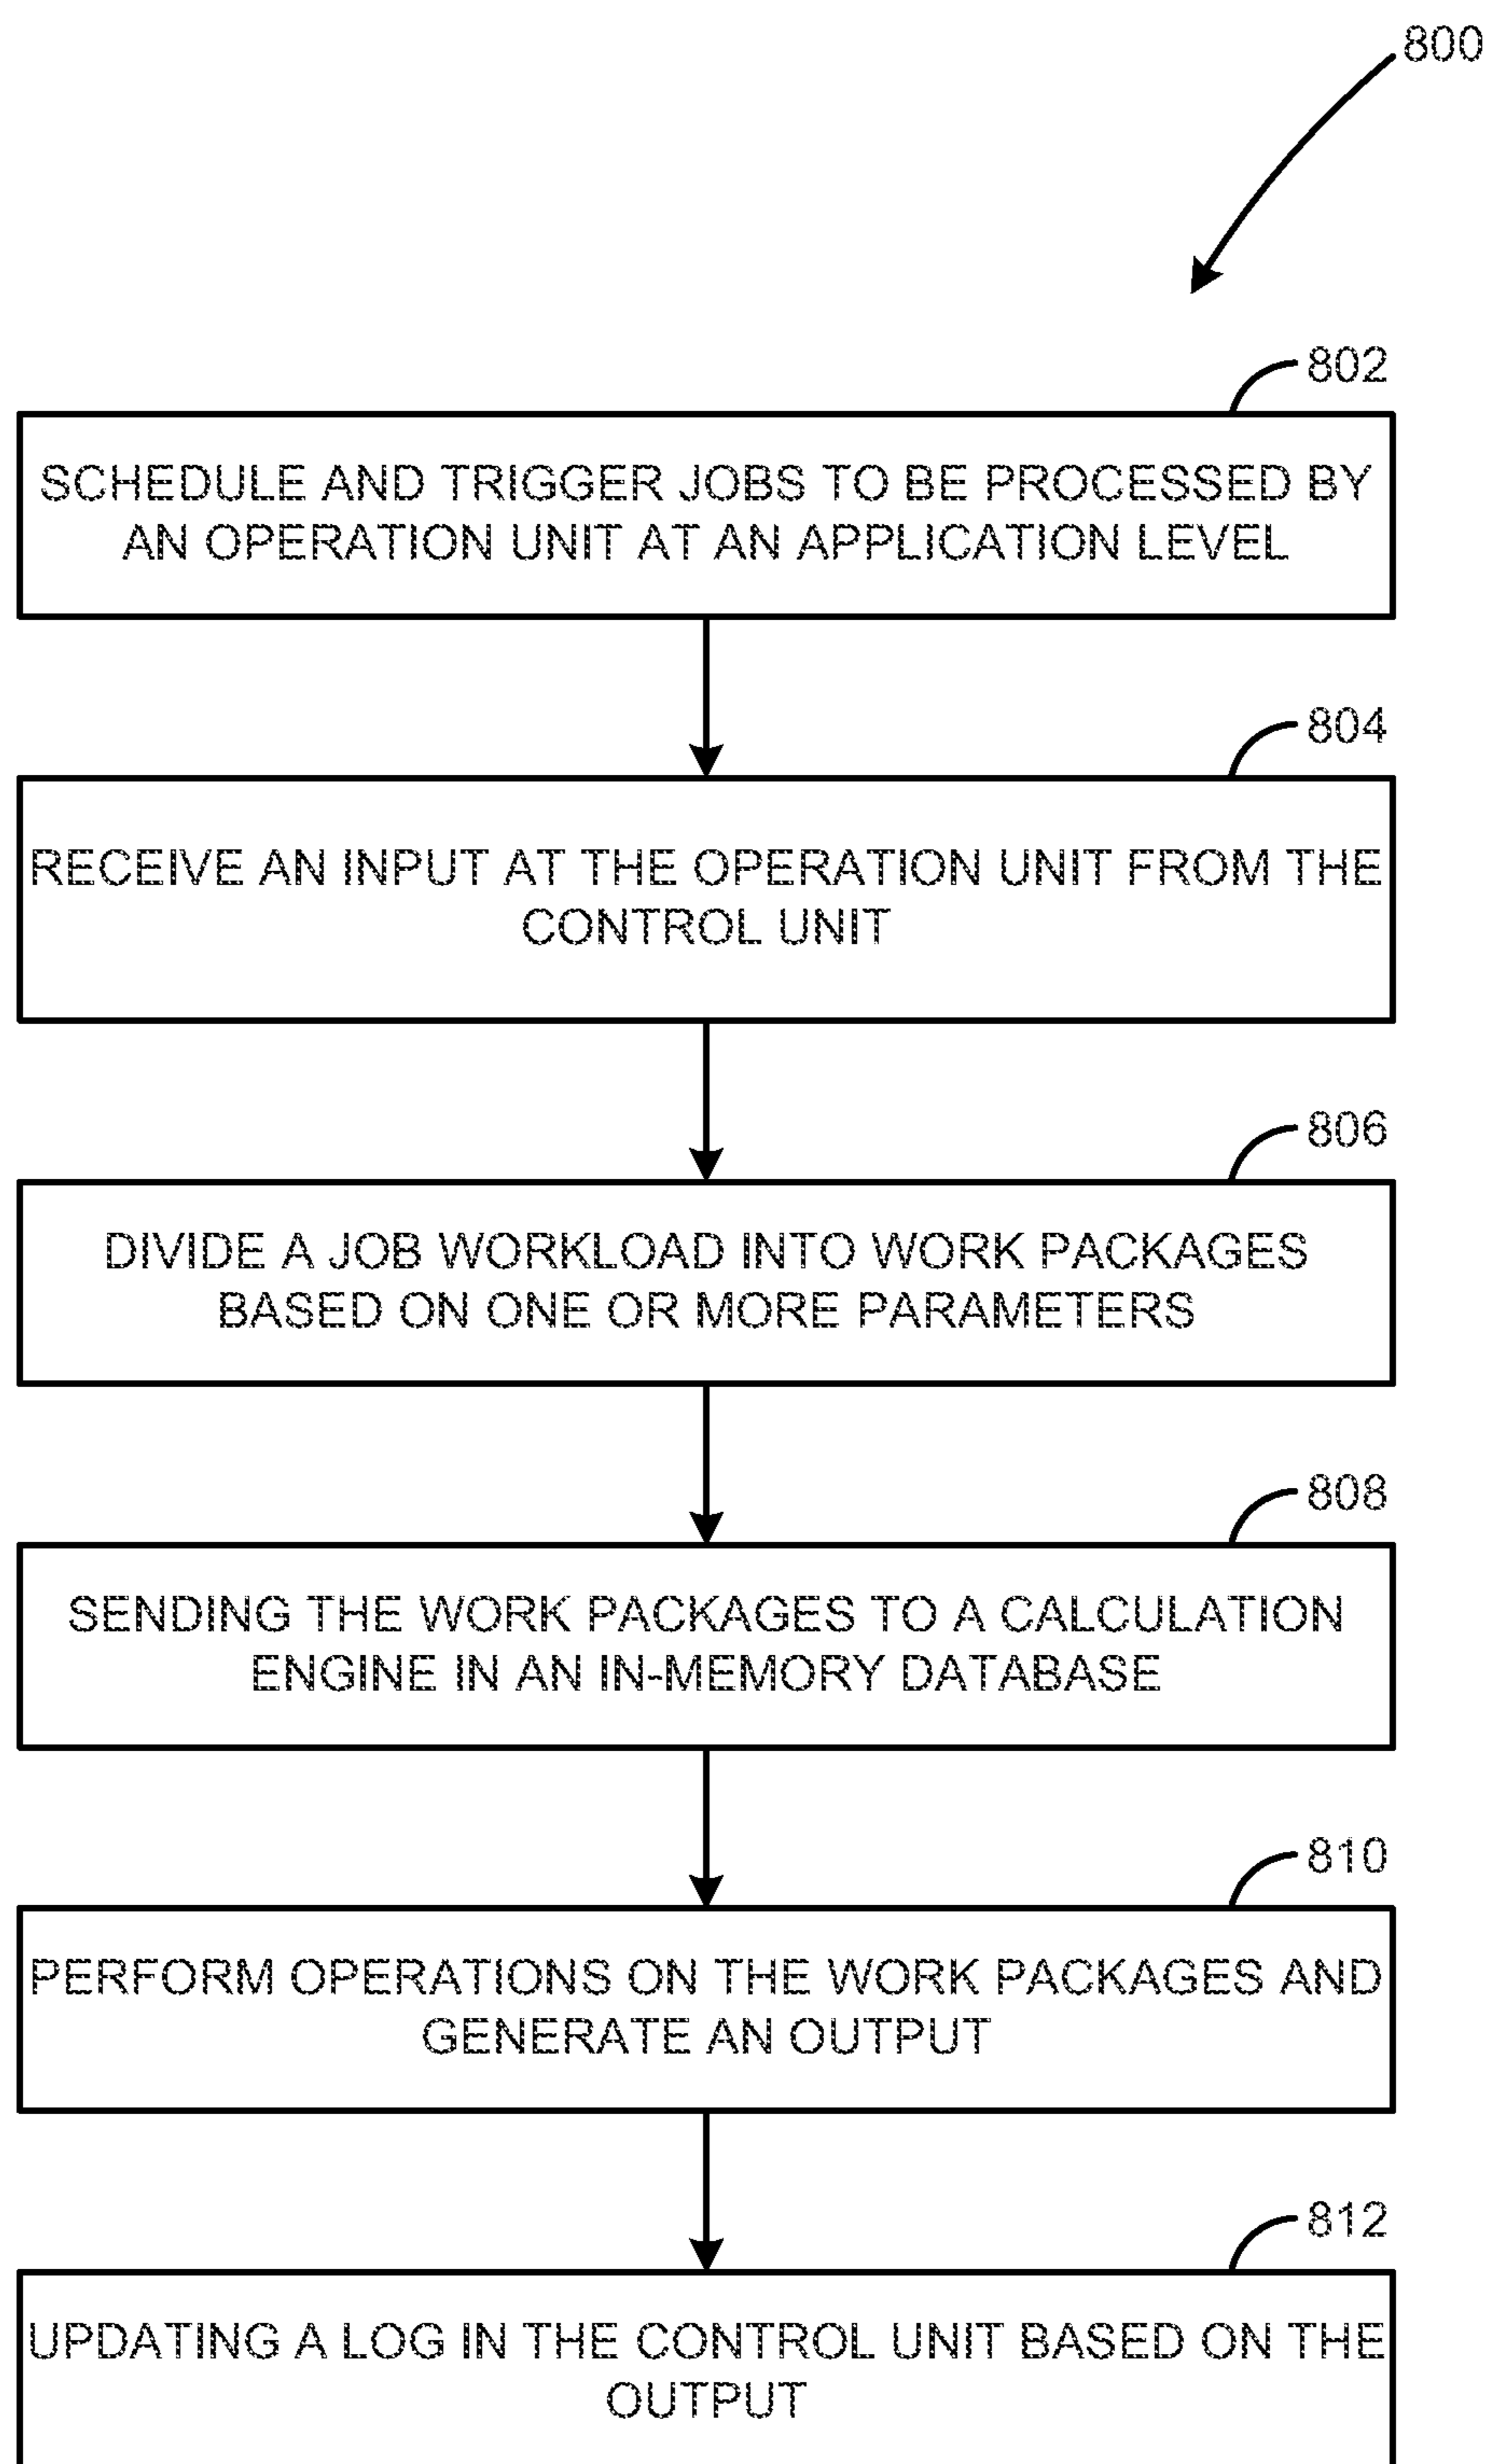 800
802
SCHEDULE AND TRIGGER JOBS TO BE PROCESSED BY
AN OPERATION UNIT AT AN APPLICATION LEVEL
804
RECEIVE AN INPUT AT THE OPERATION UNIT FROM THE
CONTROL UNIT
806
DIVIDE A JOB WORKLOAD INTO WORK PACKAGES
BASED ON ONE OR MORE PARAMETERS
808
SENDING THE WORK PACKAGES TO A CALCULATION
ENGINE IN AN IN-MEMORY DATABASE
810
PERFORM OPERATIONS ON THE WORK PACKAGES AND
GENERATE AN OUTPUT
812
UPDATING A LOG IN THE CONTROL UNIT BASED ON THE
OUTPUT